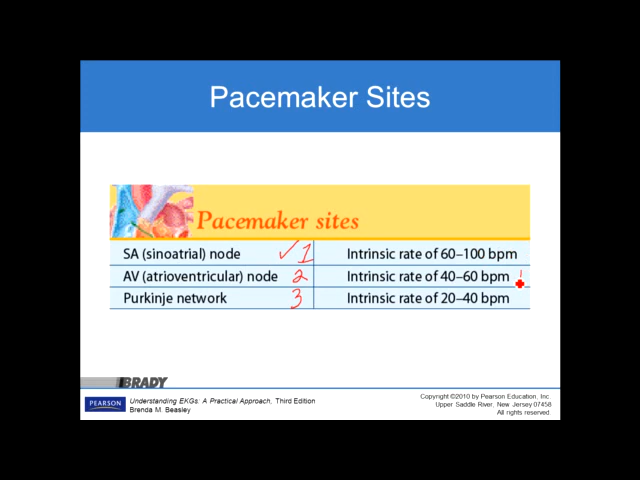 Pacemaker Sites
Pacemaker sites
SA (sinoatrial) node ✓ 1 Intrinsic rate of 60–100 bpm
AV (atrioventricular) node 2 Intrinsic rate of 40–60 bpm
Purkinje network 3 Intrinsic rate of 20–40 bpm
BRADY
PEARSON
Understanding EKGs: A Practical Approach, Third Edition
Brenda M. Beasley
Copyright ©2010 by Pearson Education, Inc.
Upper Saddle River, New Jersey 07458
All rights reserved.